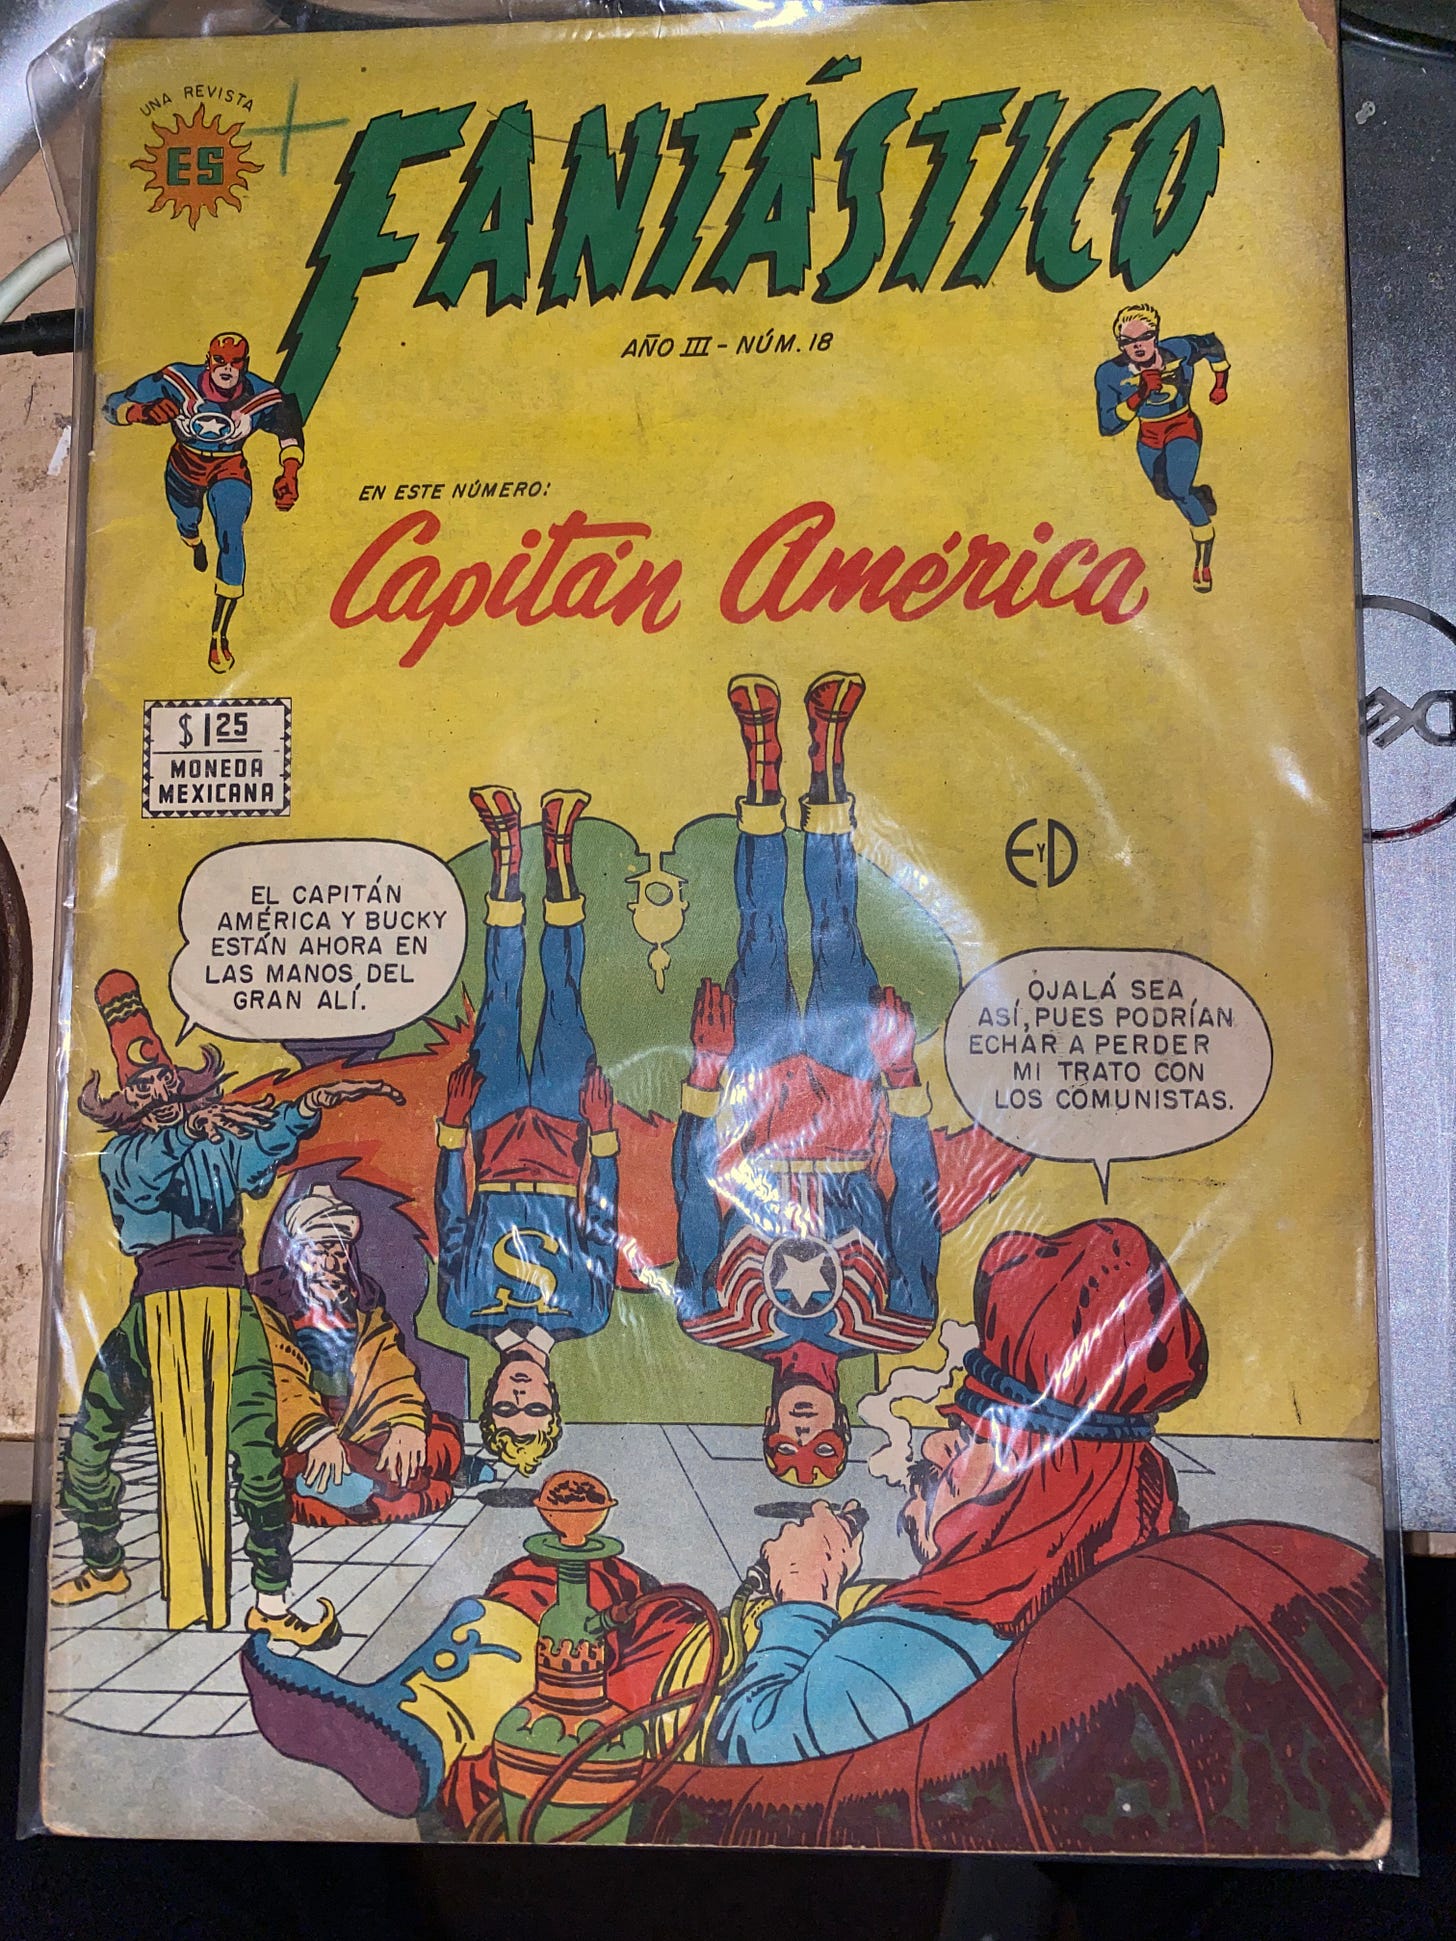 UNA REVISTA
ES
FANTÁSTICO
AÑO III - NÚM. 18
EN ESTE NÚMERO:
Capitán América
$ 1.25
MONEDA
MEXICANA
EyD
EL CAPITÁN
AMÉRICA Y BUCKY
ESTÁN AHORA EN
LAS MANOS DEL
GRAN ALÍ.
OJALÁ SEA
ASÍ, PUES PODRÍAN
ECHAR A PERDER
MI TRATO CON
LOS COMUNISTAS.
S
S